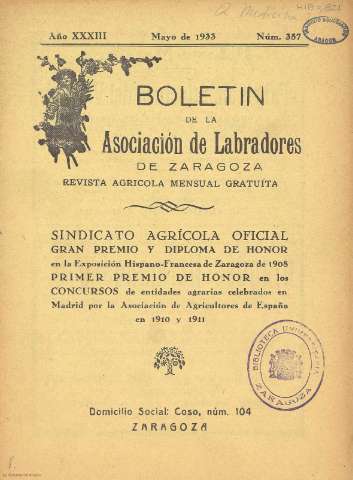 Año XXXIII Mayo de 1933 Núm. 387
BOLETIN
DE LA
Asociación de Labradores
DE ZARAGOZA
REVISTA AGRICOLA MENSUAL GRATUÍTA
SINDICATO AGRÍCOLA OFICIAL
GRAN PREMIO Y DIPLOMA DE HONOR
en la Exposición Hispano-Francesa de Zaragoza de 1908
PRIMER PREMIO DE HONOR en los
CONCURSOS de entidades agrarias celebrados en
Madrid por la Asociación de Agricultores de España
en 1910 y 1911
BIBLIOTECA UNIVERSITARIA
ZARAGOZA
Domicilio Social: Coso, núm. 104
ZARAGOZA